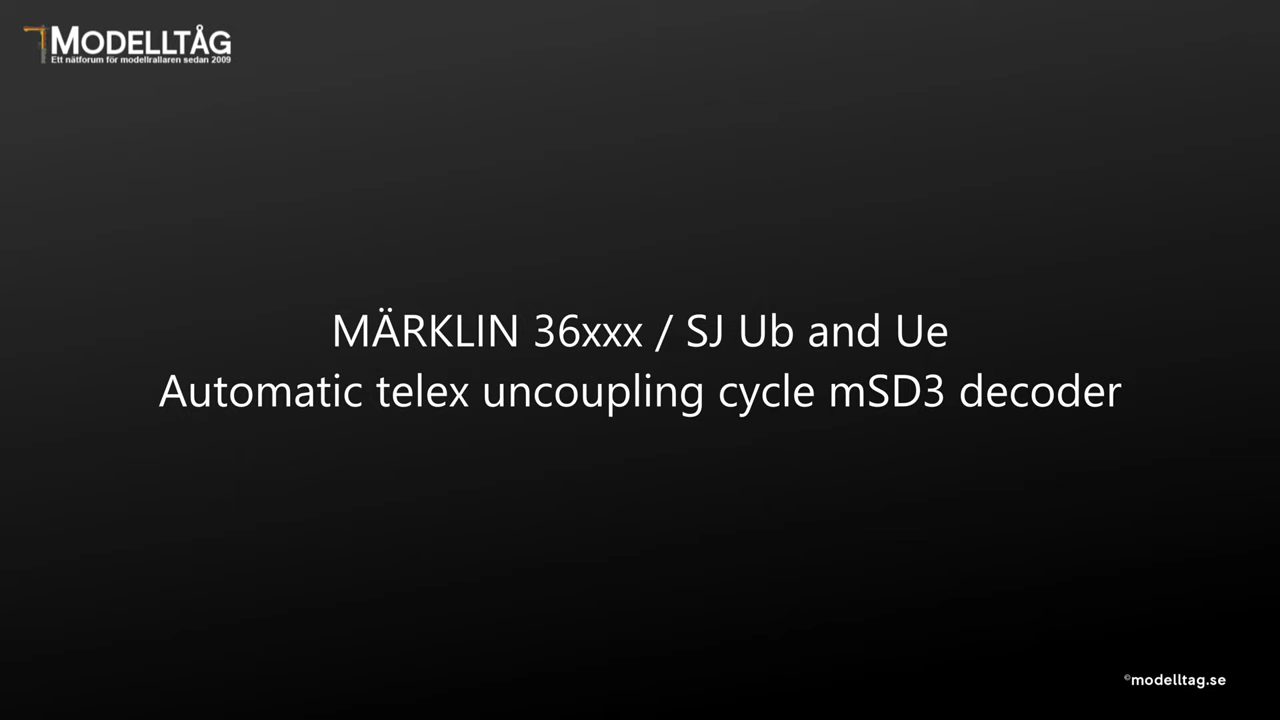 MODELLTÅG
Ett nätforum för modellrallaren sedan 2009
MÄRKLIN 36xxx / SJ Ub and Ue
Automatic telex uncoupling cycle mSD3 decoder
©modelltag.se